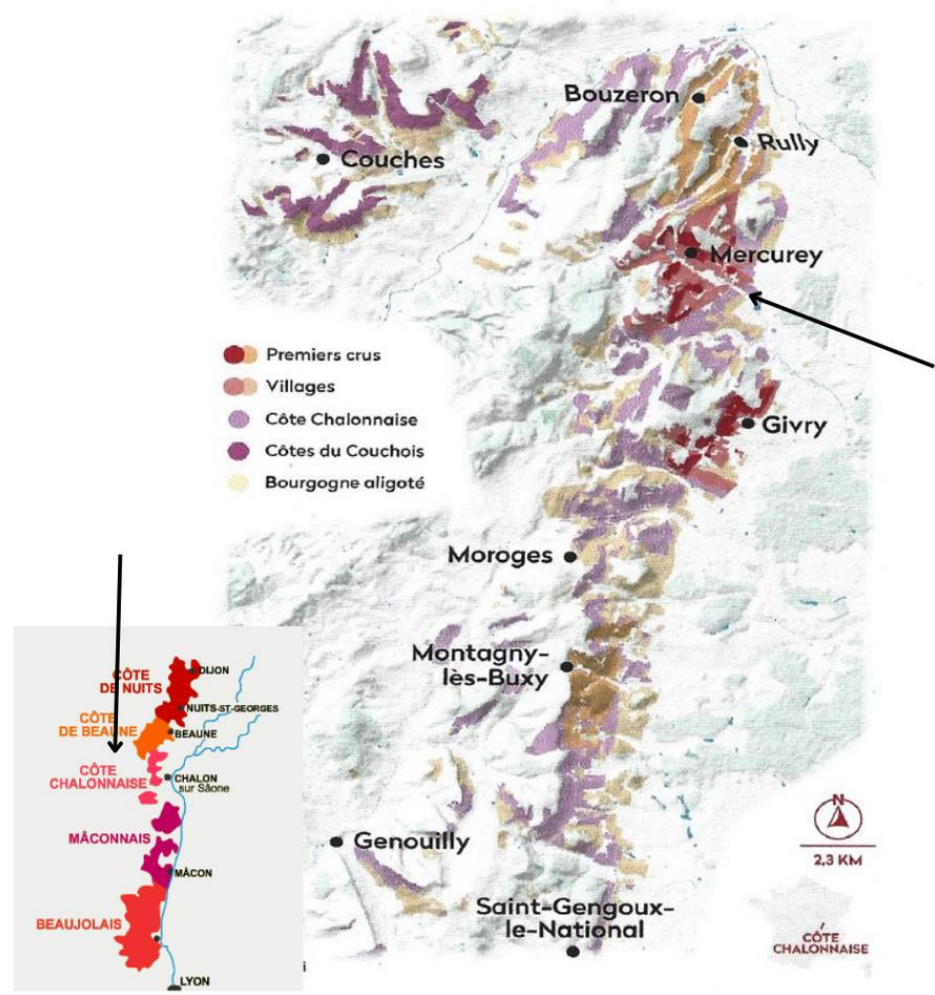 Bouzeron
Rully
Couches
Mercurey
Premiers crus
Villages
Côte Chalonnaise
Côtes du Couchois
Bourgogne aligoté
Givry
Moroges
Montagny-
lès-Buxy
Genouilly
Saint-Gengoux-
le-National
N
2,3 KM
CÔTE
CHALONNAISE
CÔTE
DE NUITS
DIJON
NUITS-ST-GEORGES
CÔTE
DE BEAUNE
BEAUNE
CÔTE
CHALONNAISE
CHALON
sur Sâone
MÂCONNAIS
MÂCON
BEAUJOLAIS
LYON
i